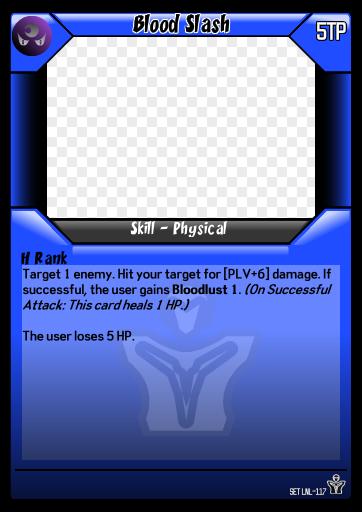 Blood Slash
5TP
Skill - Physical
H Rank
Target 1 enemy. Hit your target for [PLV+6] damage. If
successful, the user gains Bloodlust 1. (On Successful
Attack: This card heals 1 HP.)
The user loses 5 HP.
SET LNL-117